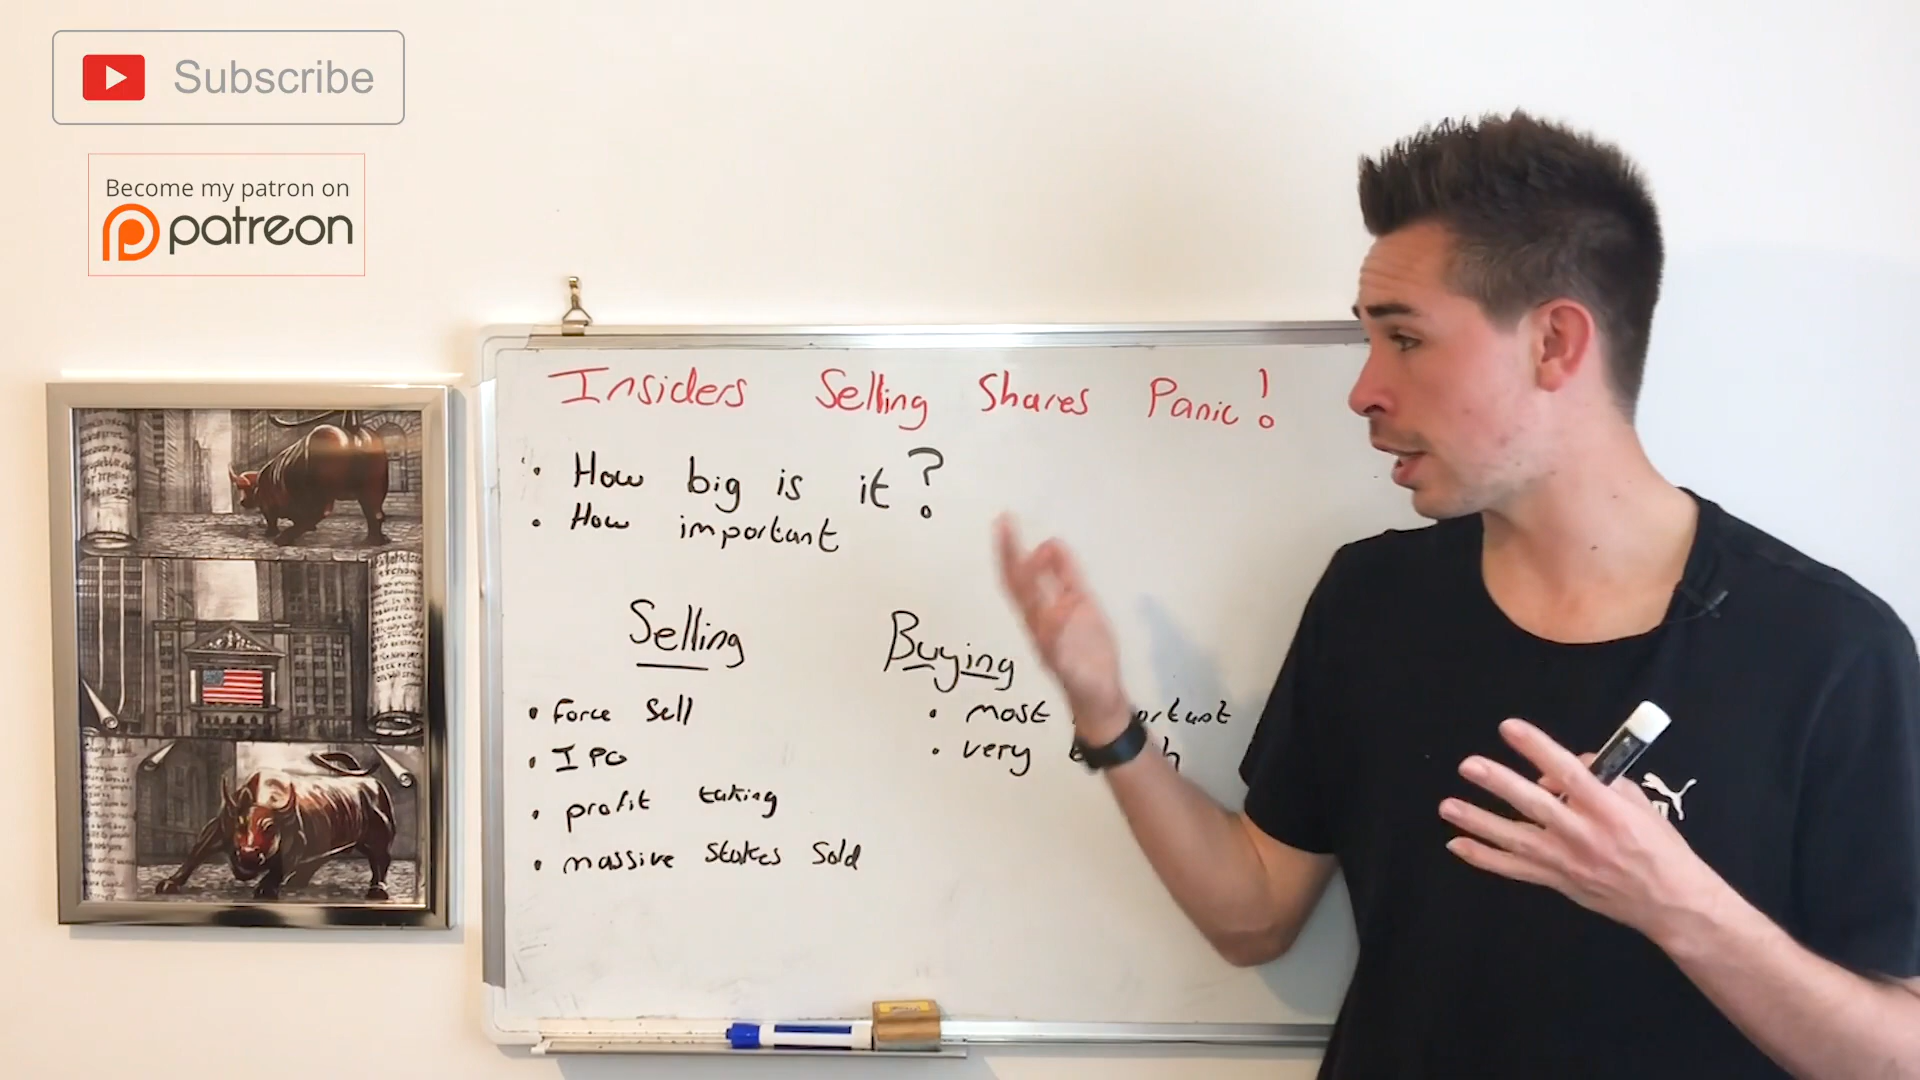 Subscribe
Become my patron on
patreon
Insiders Selling Shares Panic!
• How big is it?
• How important
Selling
• Force Sell
• IPO
• profit taking
• massive Stakes Sold
Buying
• most
• very